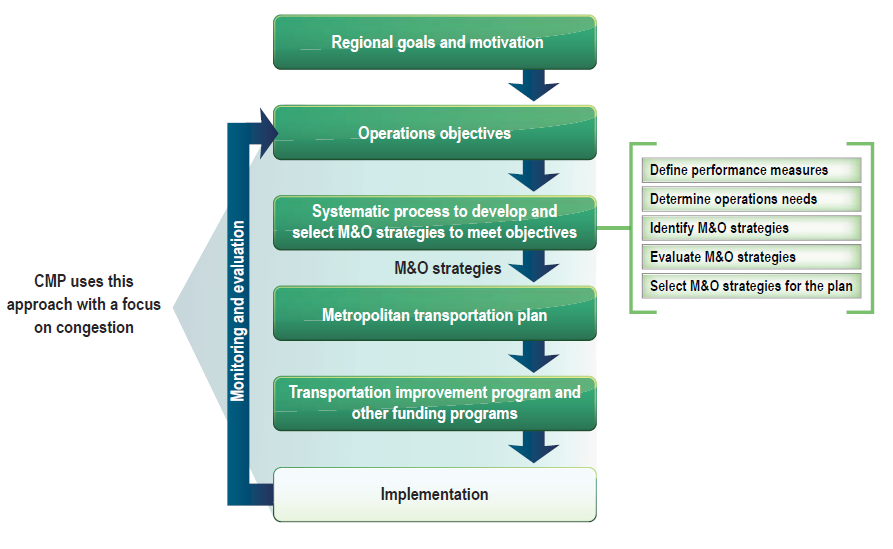 Regional goals and motivation
Operations objectives
Systematic process to develop and
select M&O strategies to meet objectives
Define performance measures
Determine operations needs
Identify M&O strategies
Evaluate M&O strategies
Select M&O strategies for the plan
M&O strategies
Metropolitan transportation plan
Transportation improvement program and
other funding programs
Implementation
Monitoring and evaluation
CMP uses this
approach with a focus
on congestion